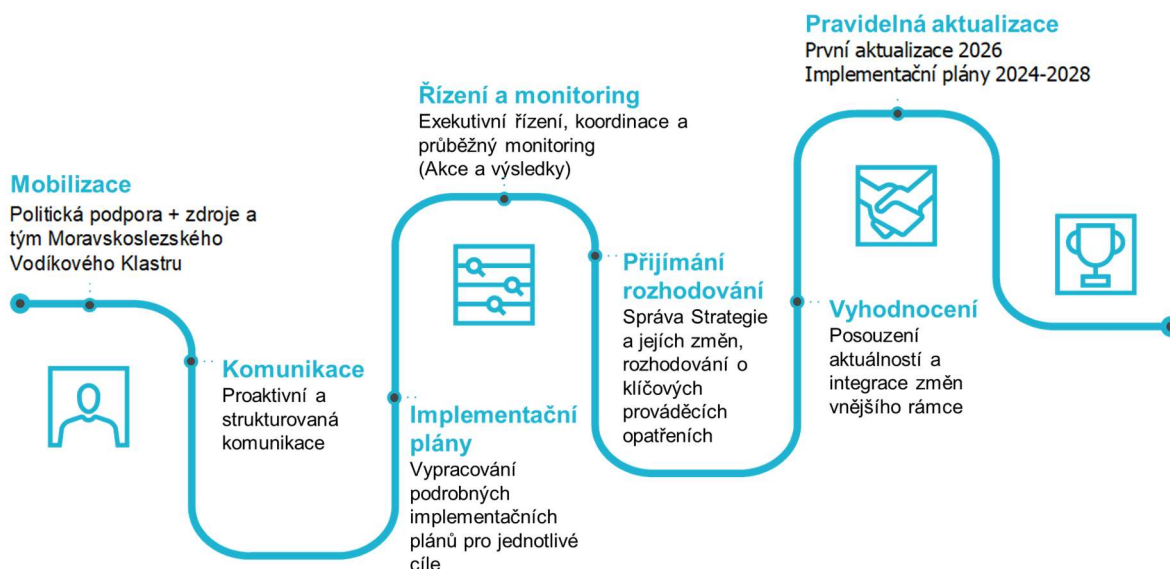 Mobilizace
Politická podpora + zdroje a
tým Moravskoslezského
Vodíkového Klastru
Komunikace
Proaktivní a
strukturovaná
komunikace
Implementační
plány
Vypracování
podrobných
implementačních
plánů pro jednotlivé
cíle
Řízení a monitoring
Exekutivní řízení, koordinace a
průběžný monitoring
(Akce a výsledky)
Přijímání
rozhodování
Správa Strategie
a jejích změn,
rozhodování o
klíčových
prováděcích
opatřeních
Vyhodnocení
Posouzení
aktuálností a
integrace změn
vnějšího rámce
Pravidelná aktualizace
První aktualizace 2026
Implementační plány 2024-2028